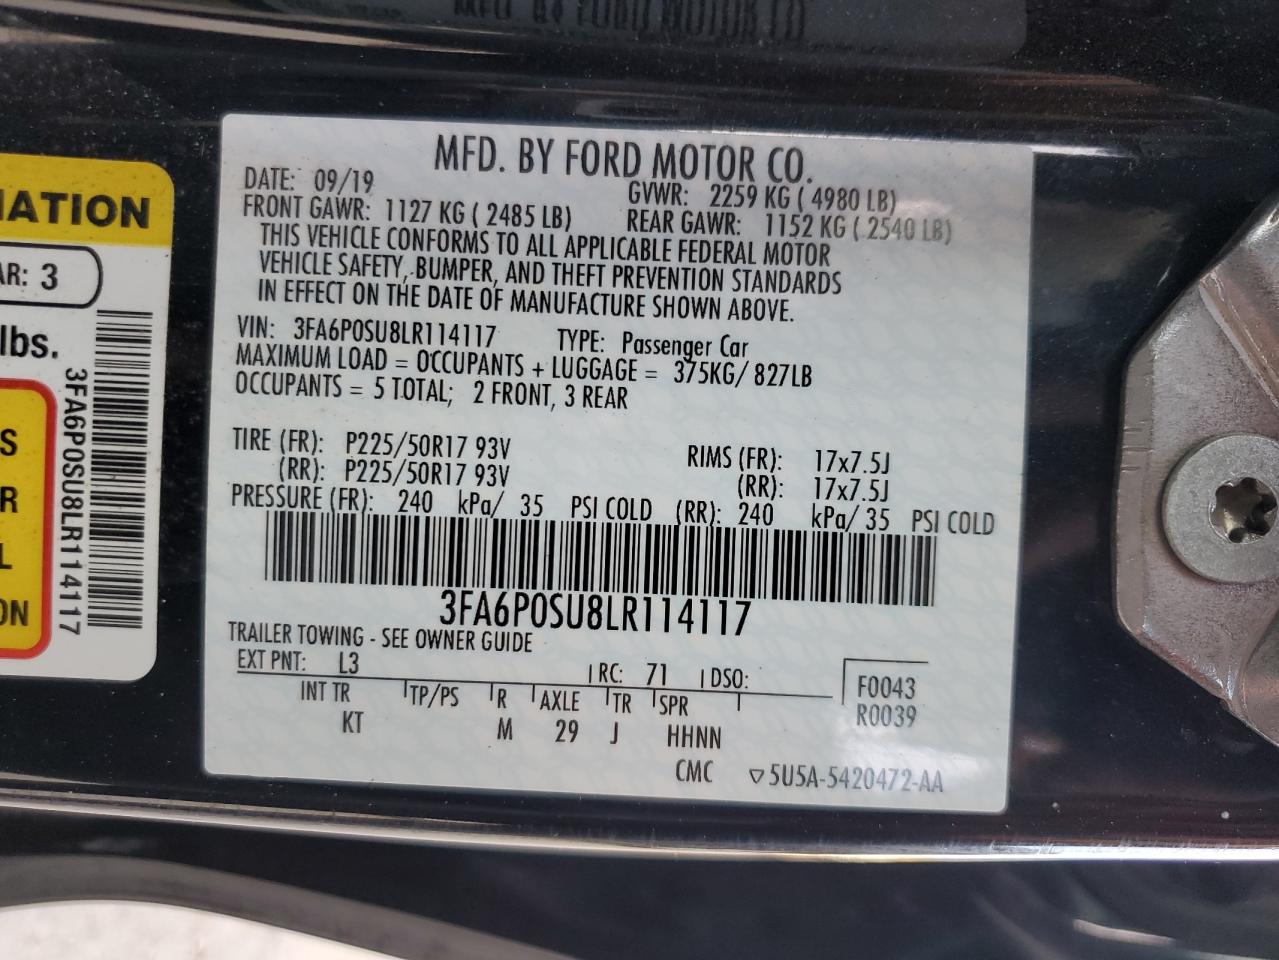 MFD. BY FORD MOTOR CO.
MFD. BY FORD MOTOR CO.
DATE: 09/19 GVWR: 2259 KG ( 4980 LB)
FRONT GAWR: 1127 KG ( 2485 LB) REAR GAWR: 1152 KG ( 2540 LB)
THIS VEHICLE CONFORMS TO ALL APPLICABLE FEDERAL MOTOR
VEHICLE SAFETY, BUMPER, AND THEFT PREVENTION STANDARDS
IN EFFECT ON THE DATE OF MANUFACTURE SHOWN ABOVE.
VIN: 3FA6P0SU8LR114117 TYPE: Passenger Car
MAXIMUM LOAD = OCCUPANTS + LUGGAGE = 375KG/ 827LB
OCCUPANTS = 5 TOTAL; 2 FRONT, 3 REAR
TIRE (FR): P225/50R17 93V RIMS (FR): 17x7.5J
(RR): P225/50R17 93V (RR): 17x7.5J
PRESSURE (FR): 240 kPa/ 35 PSI COLD (RR): 240 kPa/ 35 PSI COLD
3FA6P0SU8LR114117
TRAILER TOWING - SEE OWNER GUIDE
EXT PNT: L3 RC: 71 DSO: F0043
INT TR TP/PS R AXLE TR SPR R0039
KT M 29 J HHNN
CMC ▽5U5A-5420472-AA
MATION
AR: 3
lbs.
3FA6P0SU8LR114117
S
R
L
ON